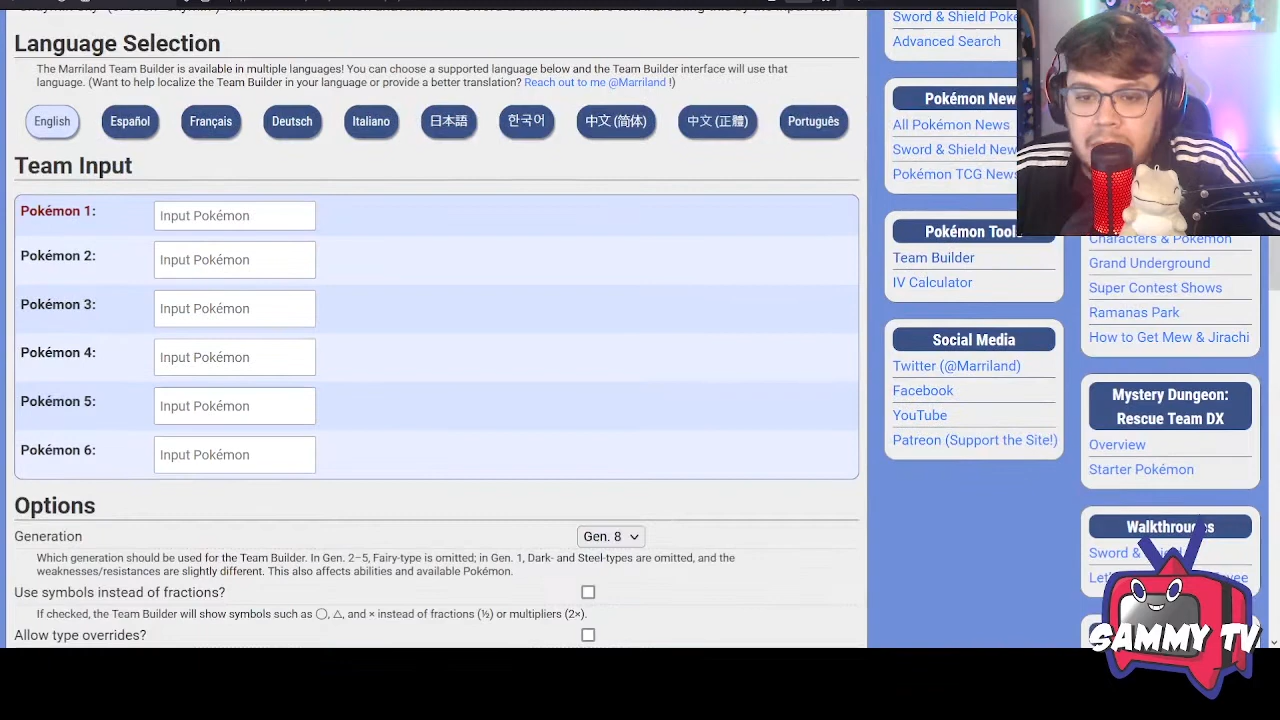 Language Selection
The Marriland Team Builder is available in multiple languages! You can choose a supported language below and the Team Builder interface will use that
language. (Want to help localize the Team Builder in your language or provide a better translation? Reach out to me @Marriland !)
English Español Français Deutsch Italiano 日本語 한국어 中文 (简体) 中文 (正體) Português
Team Input
Pokémon 1: Input Pokémon
Pokémon 2: Input Pokémon
Pokémon 3: Input Pokémon
Pokémon 4: Input Pokémon
Pokémon 5: Input Pokémon
Pokémon 6: Input Pokémon
Options
Generation Gen. 8
Which generation should be used for the Team Builder. In Gen. 2–5, Fairy-type is omitted; in Gen. 1, Dark- and Steel-types are omitted, and the
weaknesses/resistances are slightly different. This also affects abilities and available Pokémon.
Use symbols instead of fractions?
If checked, the Team Builder will show symbols such as ◯, △, and × instead of fractions (½) or multipliers (2×).
Allow type overrides?
Sword & Shield Poké
Advanced Search
Pokémon New
All Pokémon News
Sword & Shield New
Pokémon TCG News
Pokémon Tools
Team Builder
IV Calculator
Social Media
Twitter (@Marriland)
Facebook
YouTube
Patreon (Support the Site!)
Characters & Pokémon
Grand Underground
Super Contest Shows
Ramanas Park
How to Get Mew & Jirachi
Mystery Dungeon:
Rescue Team DX
Overview
Starter Pokémon
Walkthroughs
Sword &
SAMMY TV